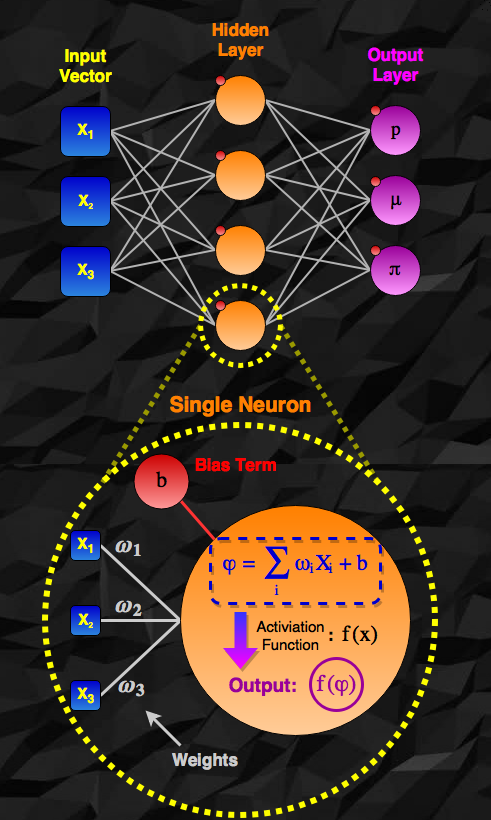 Input
Vector
Hidden
Layer
Output
Layer
X₁
X₂
X₃
p
μ
π
Single Neuron
Bias Term
b
X₁
ω₁
X₂
ω₂
X₃
ω₃
Weights
φ = ∑ᵢ ωᵢXᵢ + b
Activiation
Function : f(x)
Output: f(φ)